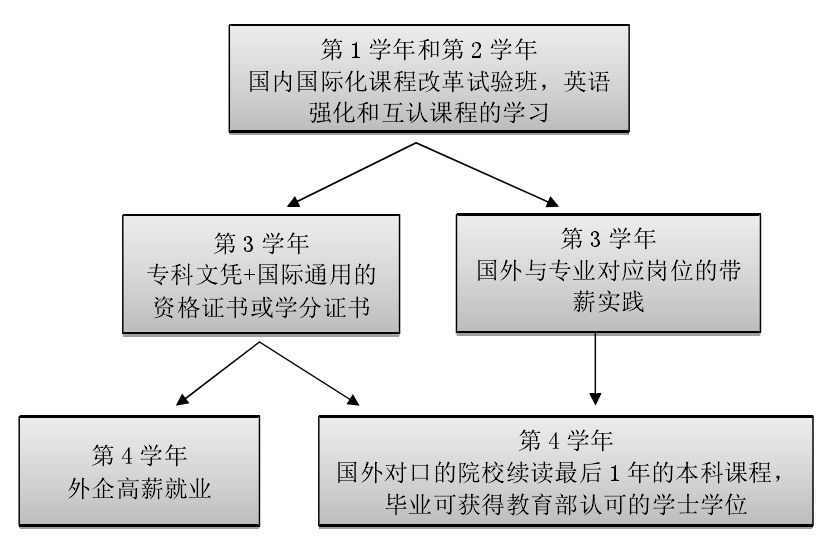 第 1 学年和第 2 学年
国内国际化课程改革试验班，英语
强化和互认课程的学习
第 3 学年
专科文凭+国际通用的
资格证书或学分证书
第 3 学年
国外与专业对应岗位的带
薪实践
第 4 学年
外企高薪就业
第 4 学年
国外对口的院校续读最后 1 年的本科课程，
毕业可获得教育部认可的学士学位